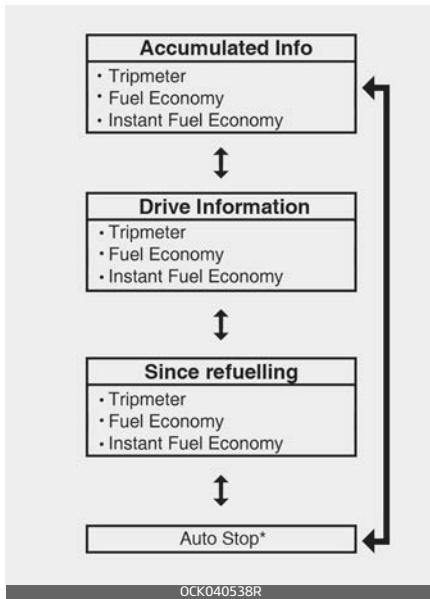 Accumulated Info
• Tripmeter
• Fuel Economy
• Instant Fuel Economy
Drive Information
• Tripmeter
• Fuel Economy
• Instant Fuel Economy
Since refuelling
• Tripmeter
• Fuel Economy
• Instant Fuel Economy
Auto Stop*
OCK040538R